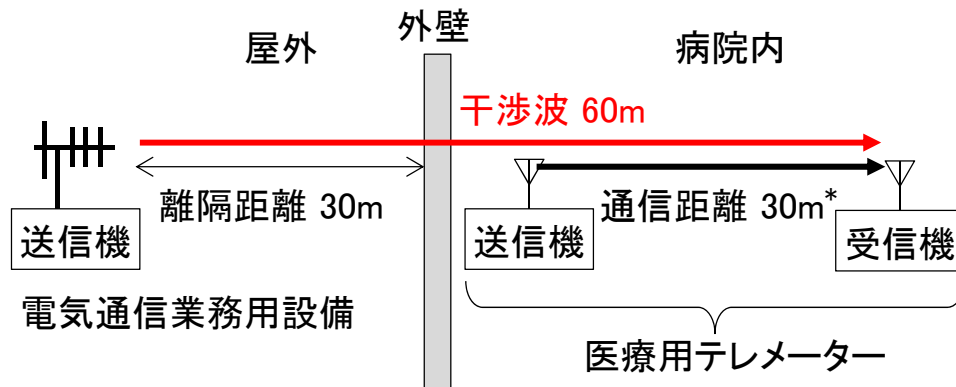 屋外
外壁
病院内
干渉波 60m
離隔距離 30m
通信距離 30m*
送信機
送信機
受信機
電気通信業務用設備
医療用テレメーター